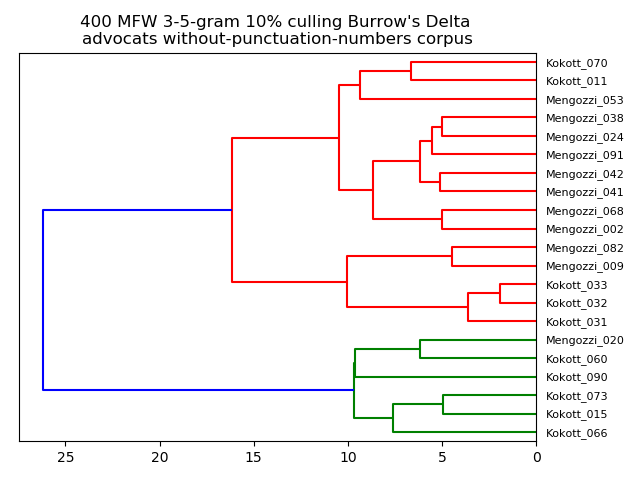 400 MFW 3-5-gram 10% culling Burrow's Delta
advocats without-punctuation-numbers corpus
Kokott_070
Kokott_011
Mengozzi_053
Mengozzi_038
Mengozzi_024
Mengozzi_091
Mengozzi_042
Mengozzi_041
Mengozzi_068
Mengozzi_002
Mengozzi_082
Mengozzi_009
Kokott_033
Kokott_032
Kokott_031
Mengozzi_020
Kokott_060
Kokott_090
Kokott_073
Kokott_015
Kokott_066
25 20 15 10 5 0